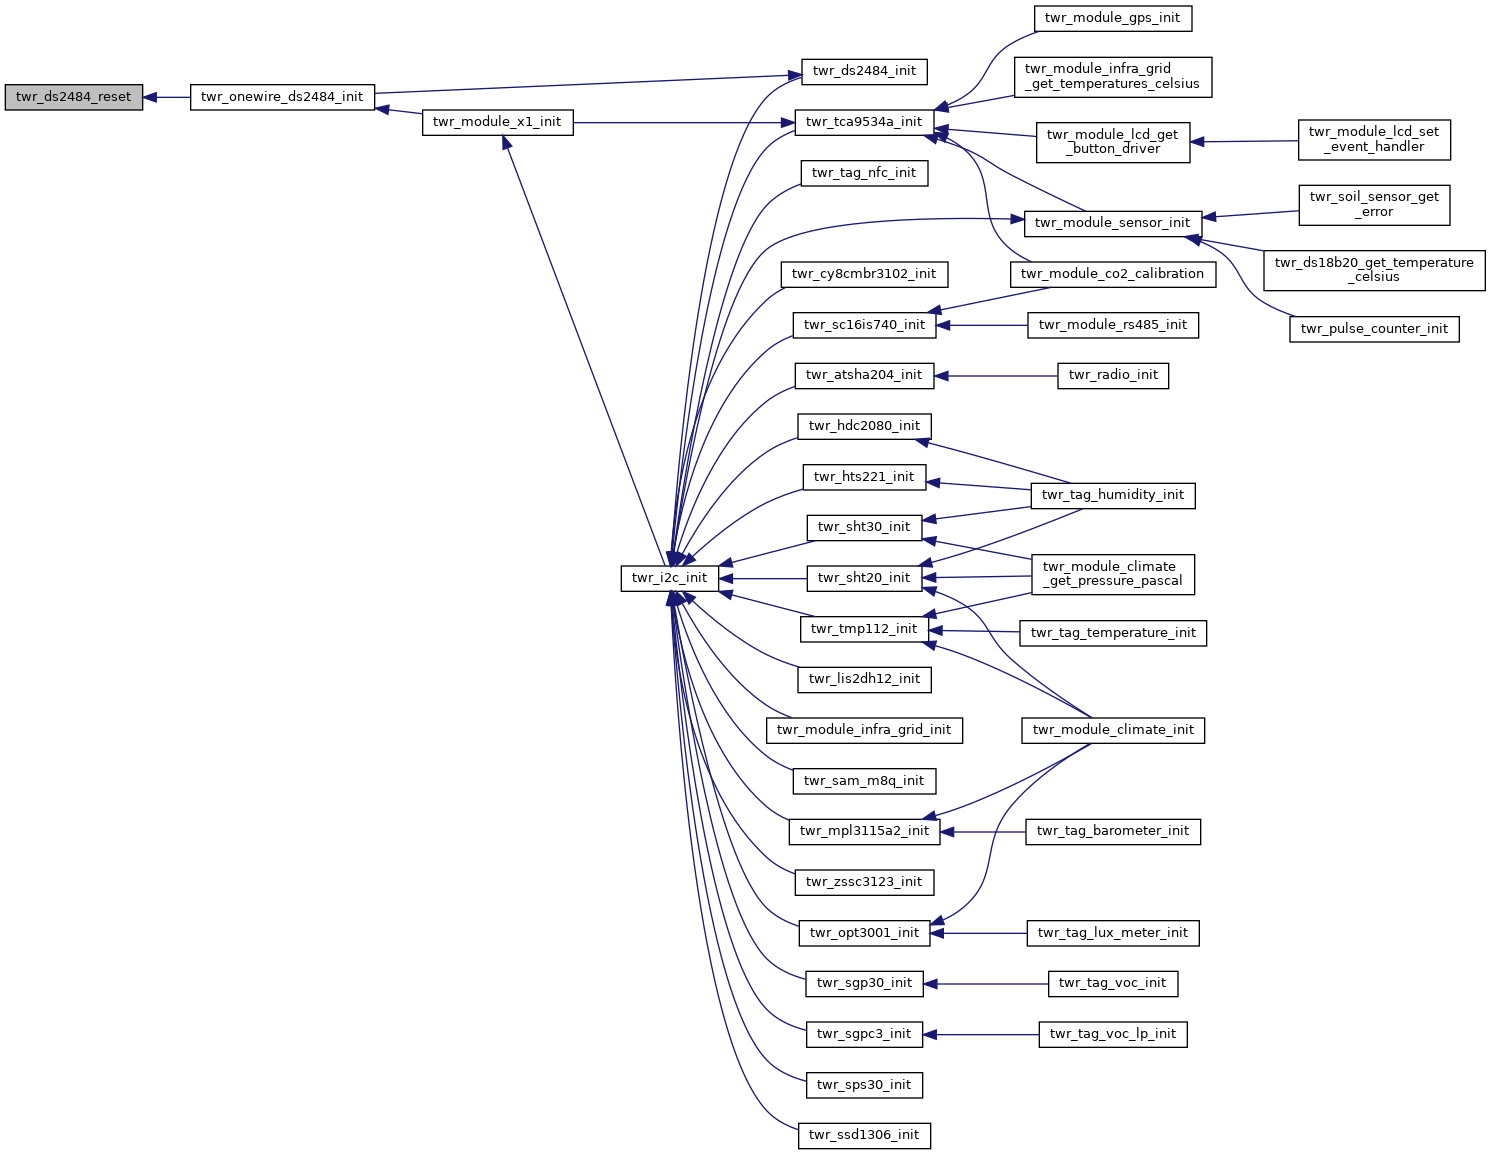 twr_ds2484_reset
twr_onewire_ds2484_init
twr_module_x1_init
twr_i2c_init
twr_ds2484_init
twr_tca9534a_init
twr_tag_nfc_init
twr_cy8cmbr3102_init
twr_sc16is740_init
twr_atsha204_init
twr_hdc2080_init
twr_hts221_init
twr_sht30_init
twr_sht20_init
twr_tmp112_init
twr_lis2dh12_init
twr_module_infra_grid_init
twr_sam_m8q_init
twr_mpl3115a2_init
twr_zssc3123_init
twr_opt3001_init
twr_sgp30_init
twr_sgpc3_init
twr_sps30_init
twr_ssd1306_init
twr_module_gps_init
twr_module_infra_grid
_get_temperatures_celsius
twr_module_lcd_get
_button_driver
twr_module_sensor_init
twr_module_co2_calibration
twr_module_rs485_init
twr_radio_init
twr_tag_humidity_init
twr_module_climate
_get_pressure_pascal
twr_tag_temperature_init
twr_module_climate_init
twr_tag_barometer_init
twr_tag_lux_meter_init
twr_tag_voc_init
twr_tag_voc_lp_init
twr_module_lcd_set
_event_handler
twr_soil_sensor_get
_error
twr_ds18b20_get_temperature
_celsius
twr_pulse_counter_init